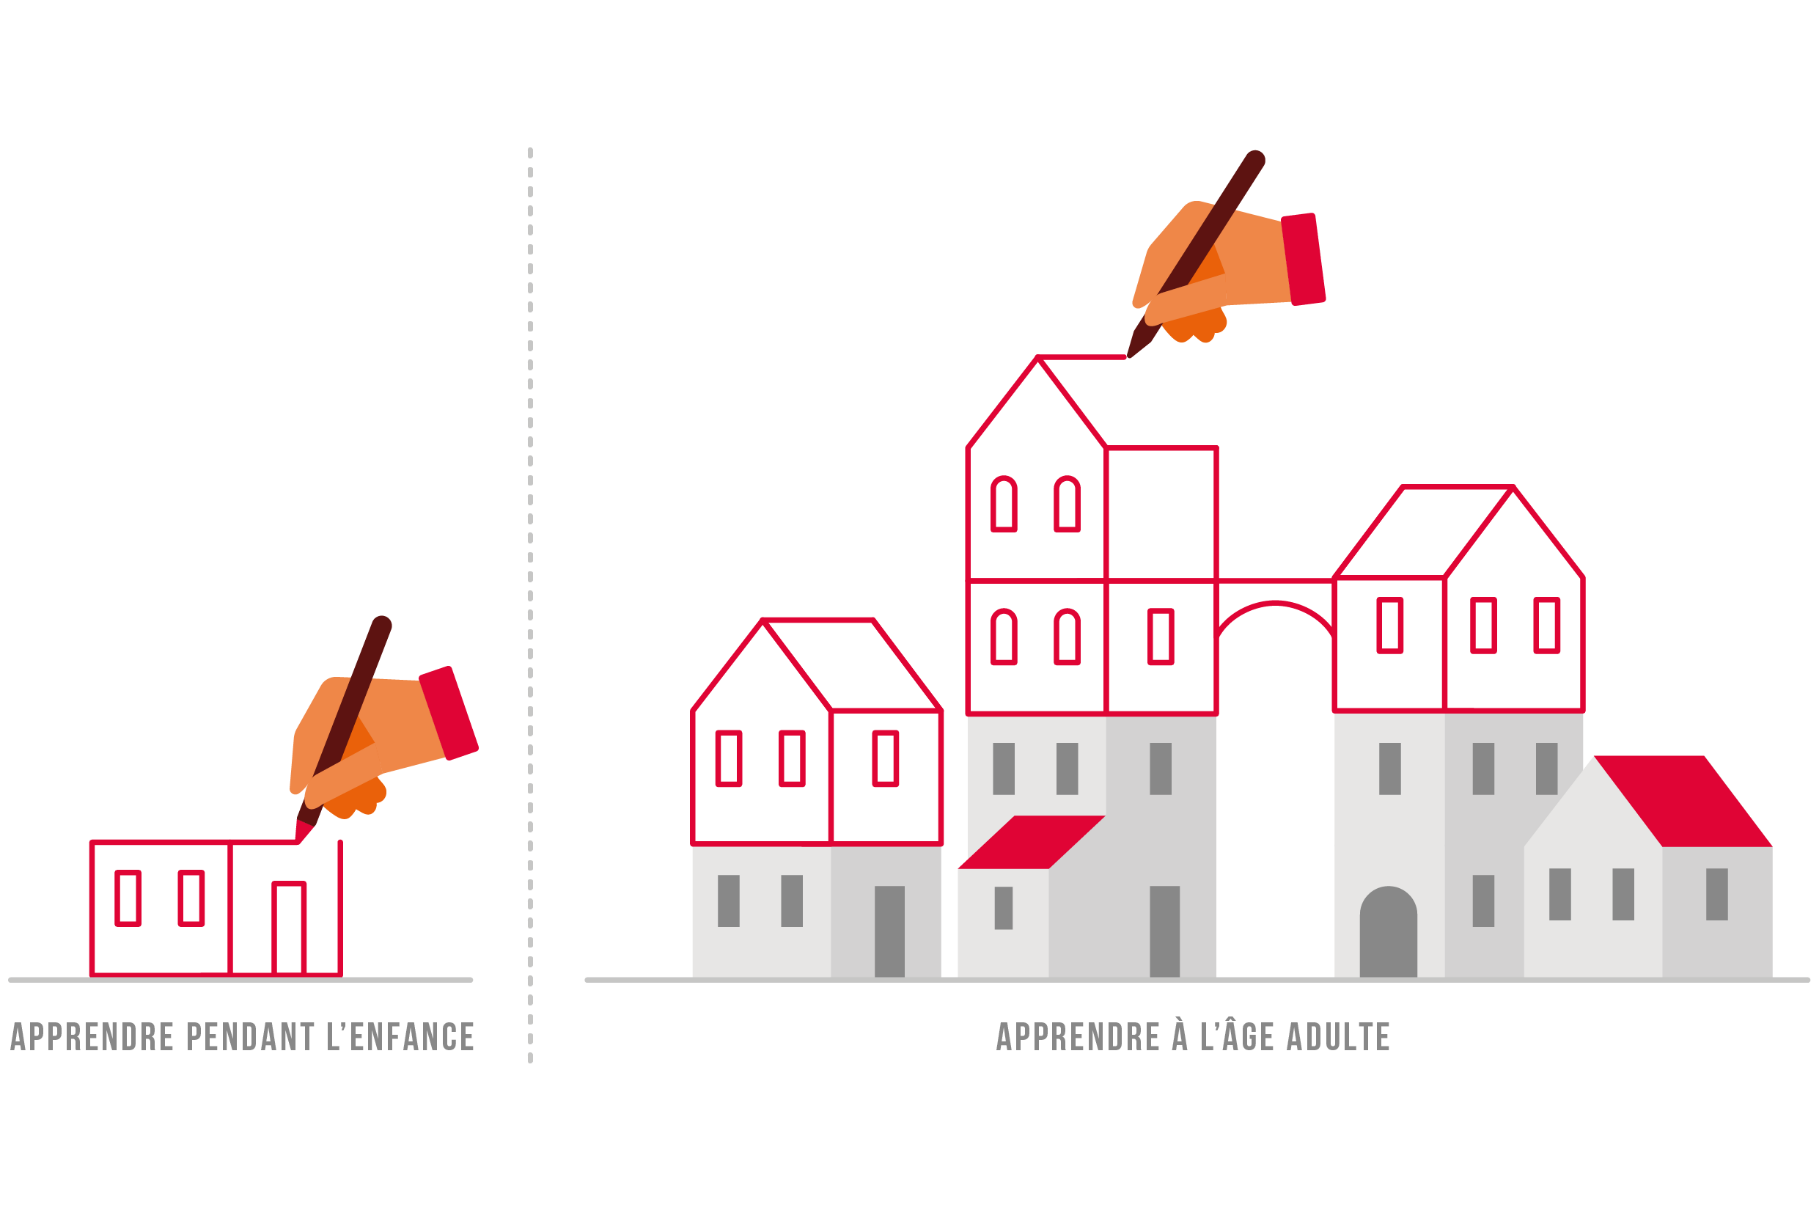 APPRENDRE PENDANT L’ENFANCE
APPRENDRE À L’ÂGE ADULTE